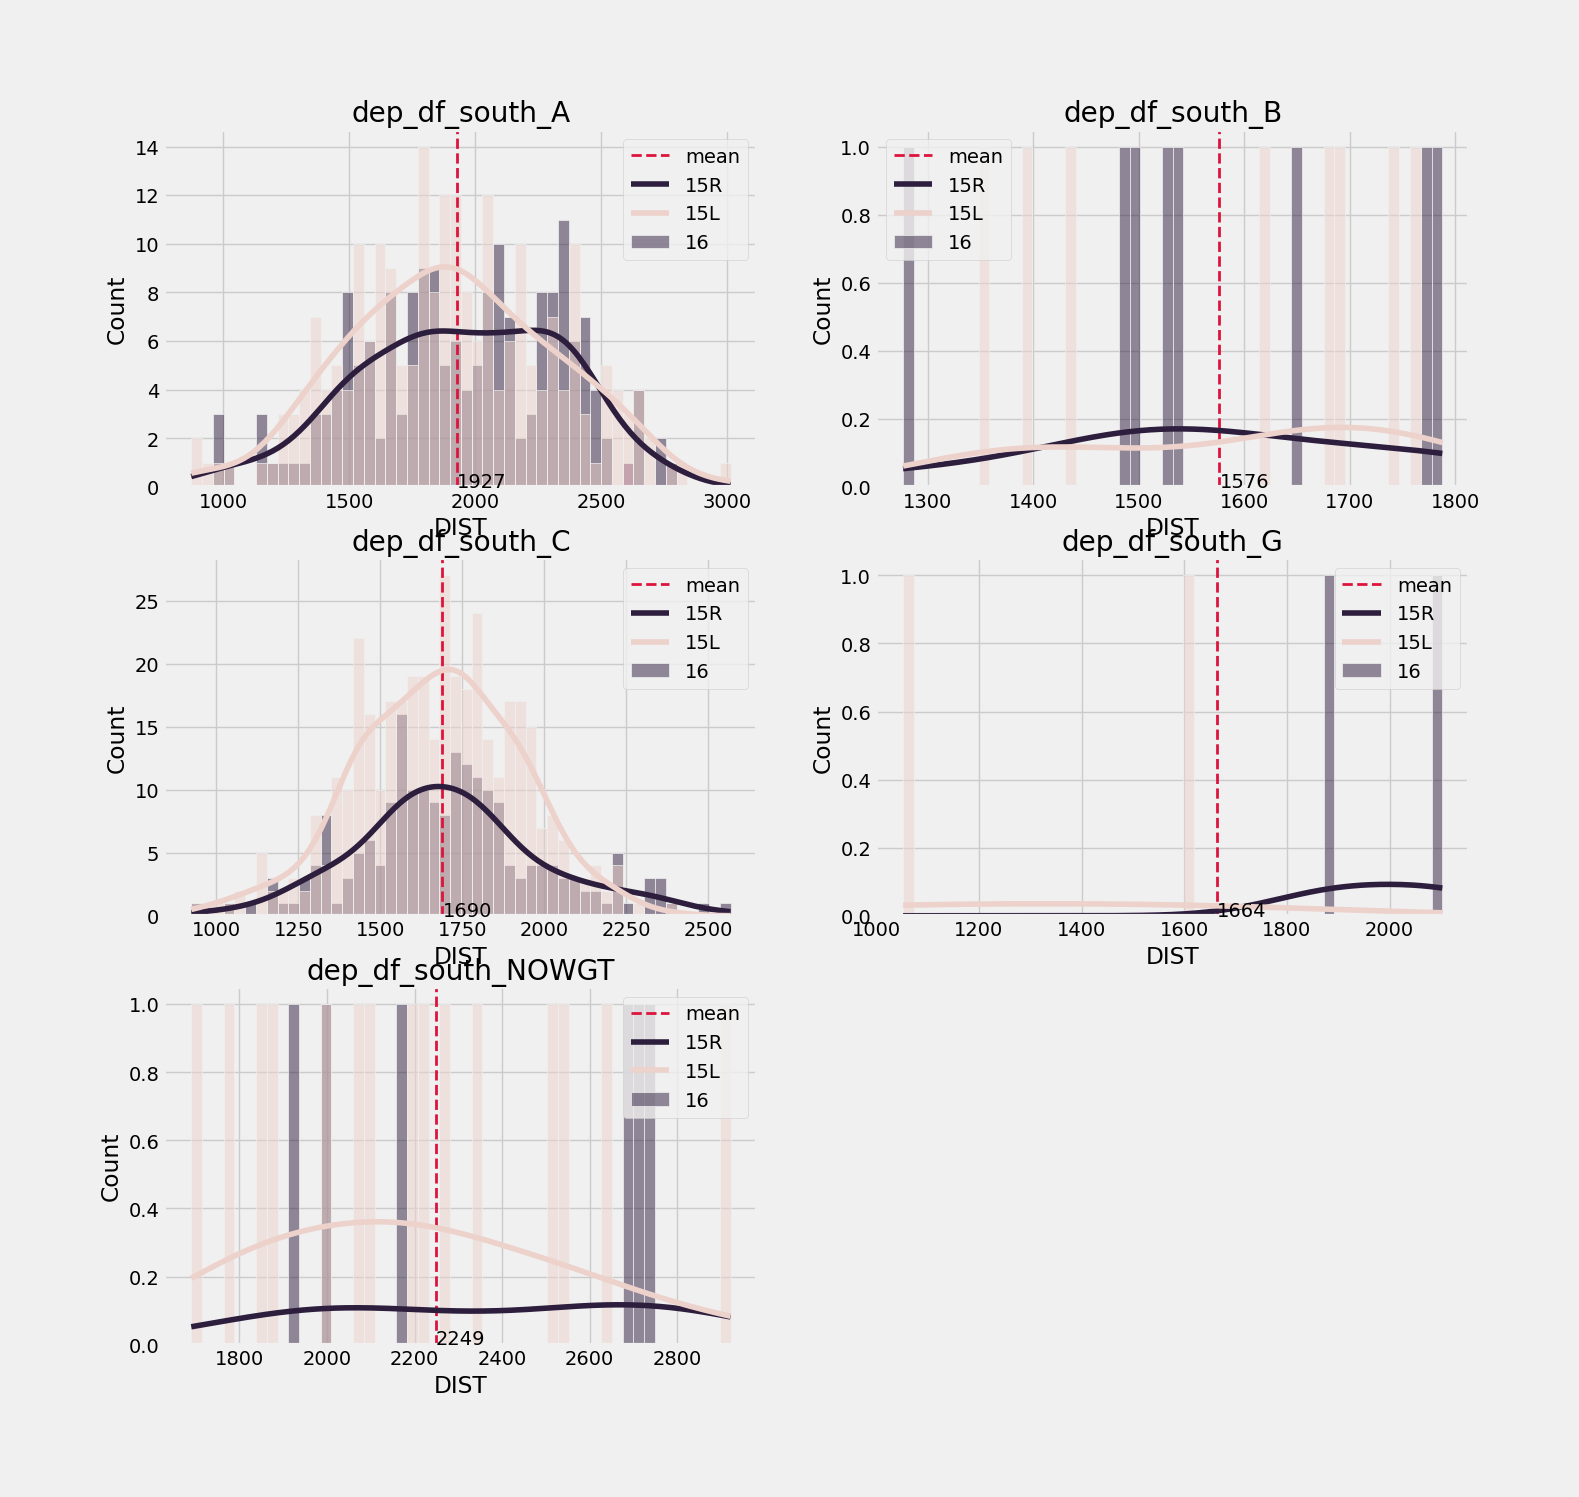 dep_df_south_A
14
12
10
8
6
4
2
0
Count
mean
15R
15L
16
1927
1000 1500 2000 2500 3000
DIST
dep_df_south_B
1.0
0.8
0.6
0.4
0.2
0.0
Count
mean
15R
15L
16
1576
1300 1400 1500 1600 1700 1800
DIST
dep_df_south_C
25
20
15
10
5
0
Count
mean
15R
15L
16
1690
1000 1250 1500 1750 2000 2250 2500
DIST
dep_df_south_G
1.0
0.8
0.6
0.4
0.2
0.0
Count
mean
15R
15L
16
1664
1000 1200 1400 1600 1800 2000
DIST
dep_df_south_NOWGT
1.0
0.8
0.6
0.4
0.2
0.0
Count
mean
15R
15L
16
2249
1800 2000 2200 2400 2600 2800
DIST